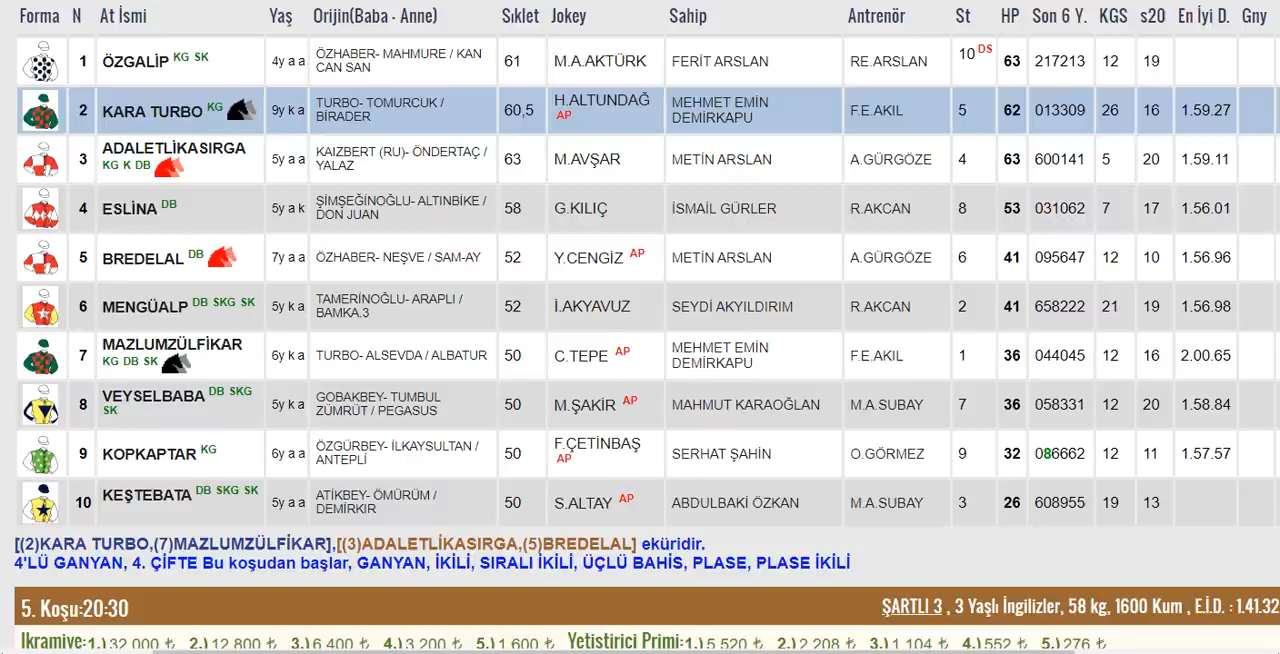 Forma N At İsmi Yaş Orijin(Baba - Anne) Sıklet Jokey Sahip Antrenör St HP Son 6 Y. KGS s20 En İyi D. Gny
1 ÖZGALİP KG SK 4y a a ÖZHABER- MAHMURE / KAN CAN SAN 61 M.A.AKTÜRK FERİT ARSLAN RE.ARSLAN 10 DS 63 217213 12 19
2 KARA TURBO KG 9y k a TURBO- TOMURCUK / BİRADER 60,5 H.ALTUNDAĞ AP MEHMET EMİN DEMİRKAPU F.E.AKIL 5 62 013309 26 16 1.59.27
3 ADALETLİKASIRGA KG K DB 5y a a KAIZBERT (RU)- ÖNDERTAÇ / YALAZ 63 M.AVŞAR METİN ARSLAN A.GÜRGÖZE 4 63 600141 5 20 1.59.11
4 ESLİNA DB 5y a k ŞİMŞEĞİNOĞLU- ALTINBİKE / DON JUAN 58 G.KILIÇ İSMAİL GÜRLER R.AKCAN 8 53 031062 7 17 1.56.01
5 BREDELAL DB 7y a a ÖZHABER- NEŞVE / SAM-AY 52 Y.CENGİZ AP METİN ARSLAN A.GÜRGÖZE 6 41 095647 12 10 1.56.96
6 MENGÜALP DB SKG SK 5y k a TAMERİNOĞLU- ARAPLI / BAMKA.3 52 İ.AKYAVUZ SEYDİ AKYILDIRIM R.AKCAN 2 41 658222 21 19 1.56.98
7 MAZLUMZÜLFİKAR KG DB SK 6y k a TURBO- ALSEVDA / ALBATUR 50 C.TEPE AP MEHMET EMİN DEMİRKAPU F.E.AKIL 1 36 044045 12 16 2.00.65
8 VEYSELBABA DB SKG SK 5y k a GOBAKBEY- TUMBUL ZÜMRÜT / PEGASUS 50 M.ŞAKİR AP MAHMUT KARAOĞLAN M.A.SUBAY 7 36 058331 12 20 1.58.84
9 KOPKAPTAR KG 6y a a ÖZGÜRBEY- İLKAYSULTAN / ANTEPLİ 50 F.ÇETİNBAŞ AP SERHAT ŞAHİN O.GÖRMEZ 9 32 086662 12 11 1.57.57
10 KEŞTEBATA DB SKG SK 5y a a ATİKBEY- ÖMÜRÜM / DEMİRKIR 50 S.ALTAY AP ABDULBAKİ ÖZKAN M.A.SUBAY 3 26 608955 19 13
[(2)KARA TURBO,(7)MAZLUMZÜLFİKAR],[(3)ADALETLİKASIRGA,(5)BREDELAL] eküridir.
4'LÜ GANYAN, 4. ÇİFTE Bu koşudan başlar, GANYAN, İKİLİ, SIRALI İKİLİ, ÜÇLÜ BAHİS, PLASE, PLASE İKİLİ
5. Koşu:20:30 ŞARTLI 3 , 3 Yaşlı İngilizler, 58 kg, 1600 Kum , E.İ.D. : 1.41.32
İkramiye:1.)32 000 ₺ 2.)12 800 ₺ 3.)6 400 ₺ 4.)3 200 ₺ 5.)1 600 ₺ Yetiştirici Primi:1.)5 520 ₺ 2.)2 208 ₺ 3.)1 104 ₺ 4.)552 ₺ 5.)276 ₺